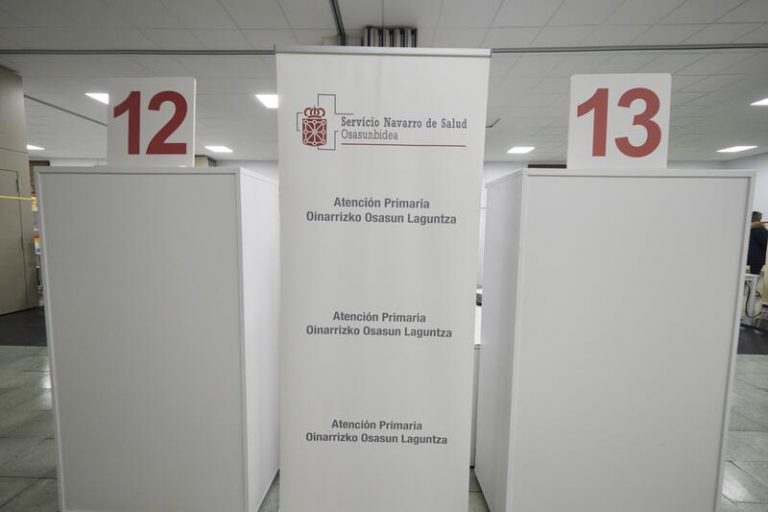 12
13
Servicio Navarro de Salud
Osasunbidea
Atención Primaria
Oinarrizko Osasun Laguntza
Atención Primaria
Oinarrizko Osasun Laguntza
Atención Primaria
Oinarrizko Osasun Laguntza